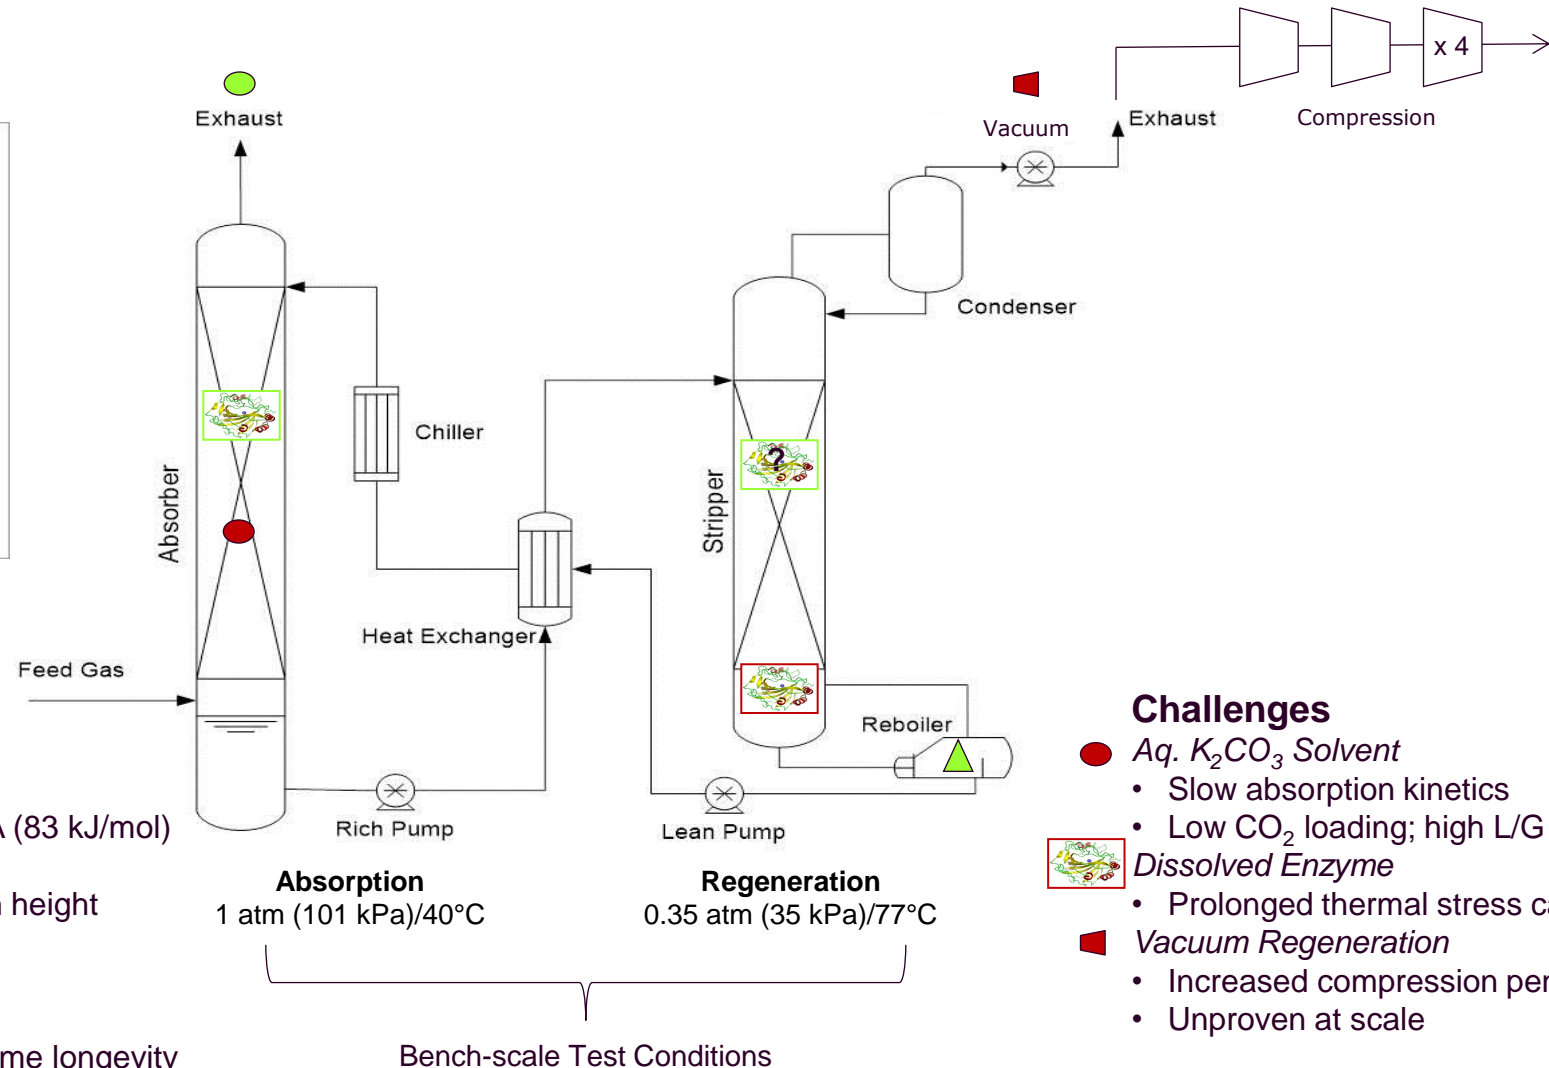 Exhaust
Vacuum
Exhaust
x 4
Compression
Condenser
Chiller
Absorber
Stripper
?
Heat Exchanger
Feed Gas
Reboiler
Rich Pump
Lean Pump
(83 kJ/mol)
height
longevity
Absorption
1 atm (101 kPa)/40°C
Regeneration
0.35 atm (35 kPa)/77°C
Bench-scale Test Conditions
Challenges
Aq. K₂CO₃ Solvent
• Slow absorption kinetics
• Low CO₂ loading; high L/G
Dissolved Enzyme
• Prolonged thermal stress
Vacuum Regeneration
• Increased compression
• Unproven at scale